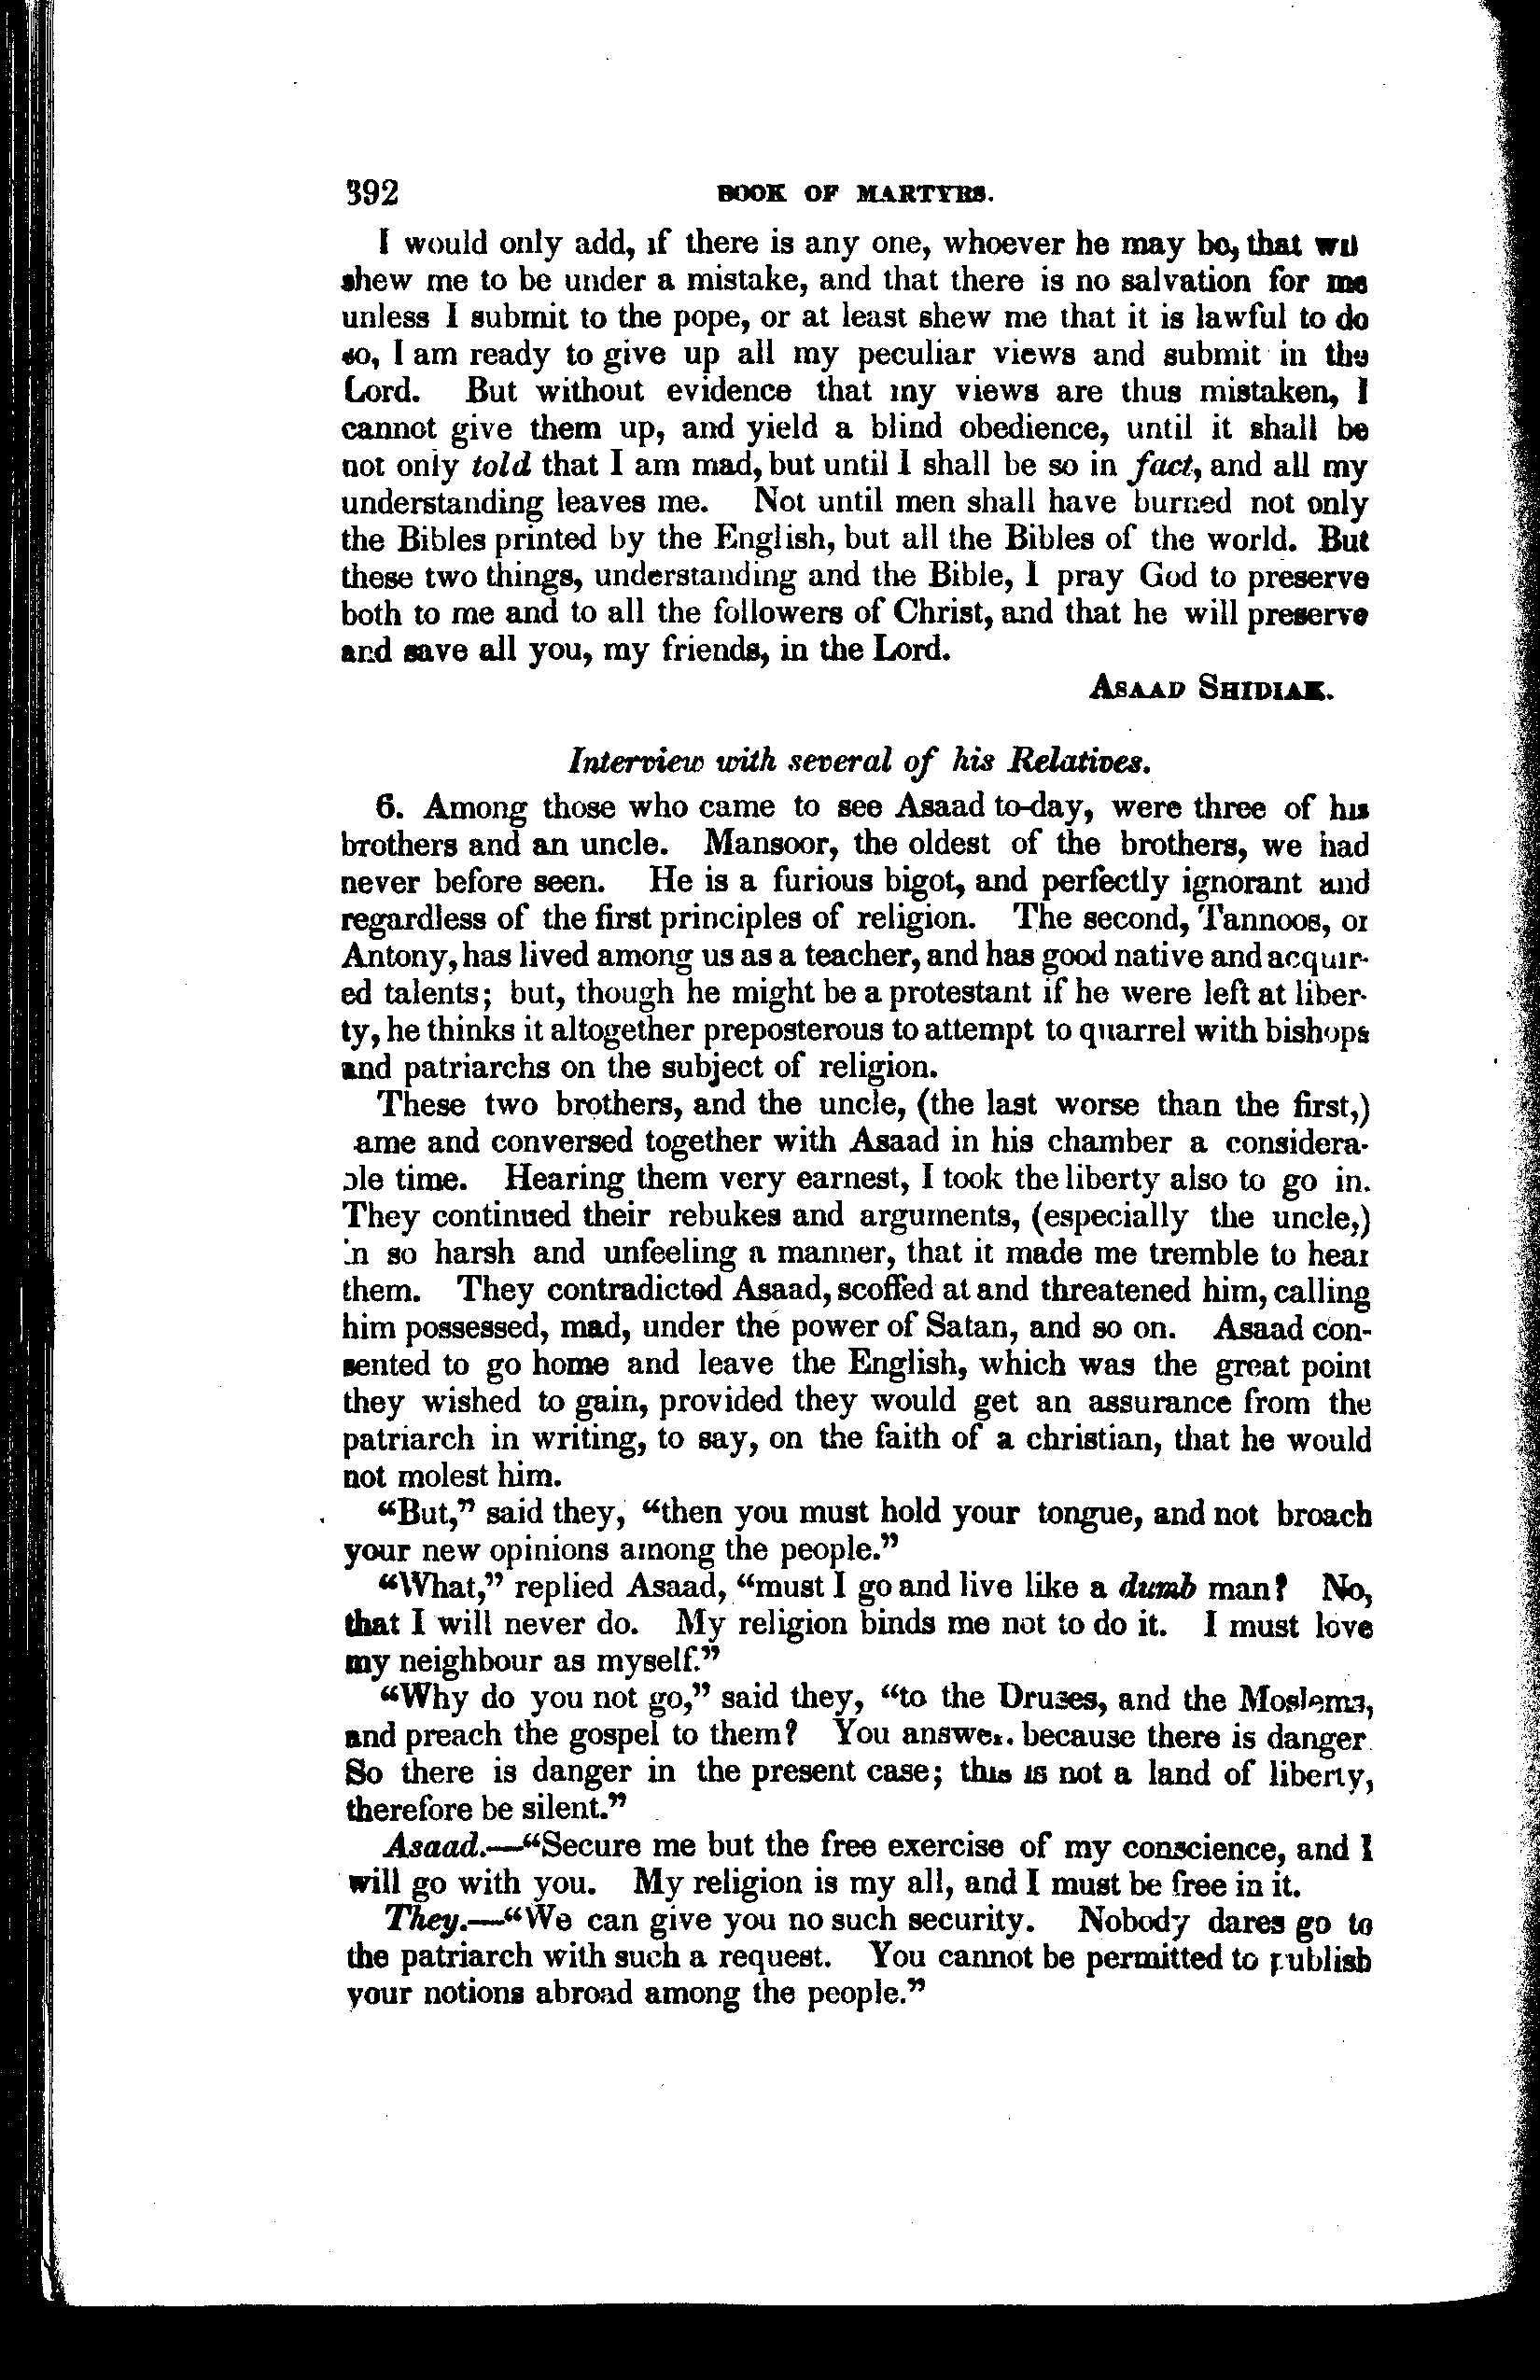 392 BOOK OF MARTYRS.
I would only add, if there is any one, whoever he may be, that will
shew me to be under a mistake, and that there is no salvation for me
unless I submit to the pope, or at least shew me that it is lawful to do
so, I am ready to give up all my peculiar views and submit in the
Lord. But without evidence that my views are thus mistaken, I
cannot give them up, and yield a blind obedience, until it shall be
not only told that I am mad, but until I shall be so in fact, and all my
understanding leaves me. Not until men shall have burned not only
the Bibles printed by the English, but all the Bibles of the world. But
these two things, understanding and the Bible, I pray God to preserve
both to me and to all the followers of Christ, and that he will preserve
and save all you, my friends, in the Lord.
ASAAD SHIDIAK.
Interview with several of his Relatives.
6. Among those who came to see Asaad to-day, were three of his
brothers and an uncle. Mansoor, the oldest of the brothers, we had
never before seen. He is a furious bigot, and perfectly ignorant and
regardless of the first principles of religion. The second, Tannoos, or
Antony, has lived among us as a teacher, and has good native and acquir-
ed talents; but, though he might be a protestant if he were left at liber-
ty, he thinks it altogether preposterous to attempt to quarrel with bishops
and patriarchs on the subject of religion.
These two brothers, and the uncle, (the last worse than the first,)
ame and conversed together with Asaad in his chamber a considera-
ble time. Hearing them very earnest, I took the liberty also to go in.
They continued their rebukes and arguments, (especially the uncle,)
in so harsh and unfeeling a manner, that it made me tremble to hear
them. They contradicted Asaad, scoffed at and threatened him, calling
him possessed, mad, under the power of Satan, and so on. Asaad con-
sented to go home and leave the English, which was the great point
they wished to gain, provided they would get an assurance from the
patriarch in writing, to say, on the faith of a christian, that he would
not molest him.
“But,” said they, “then you must hold your tongue, and not broach
your new opinions among the people.”
“What,” replied Asaad, “must I go and live like a dumb man? No,
that I will never do. My religion binds me not to do it. I must love
my neighbour as myself.”
“Why do you not go,” said they, “to the Druses, and the Moslems,
and preach the gospel to them? You answer. because there is danger
So there is danger in the present case; this is not a land of liberty,
therefore be silent.”
Asaad.—“Secure me but the free exercise of my conscience, and I
will go with you. My religion is my all, and I must be free in it.
They.—“We can give you no such security. Nobody dares go to
the patriarch with such a request. You cannot be permitted to publish
your notions abroad among the people.”